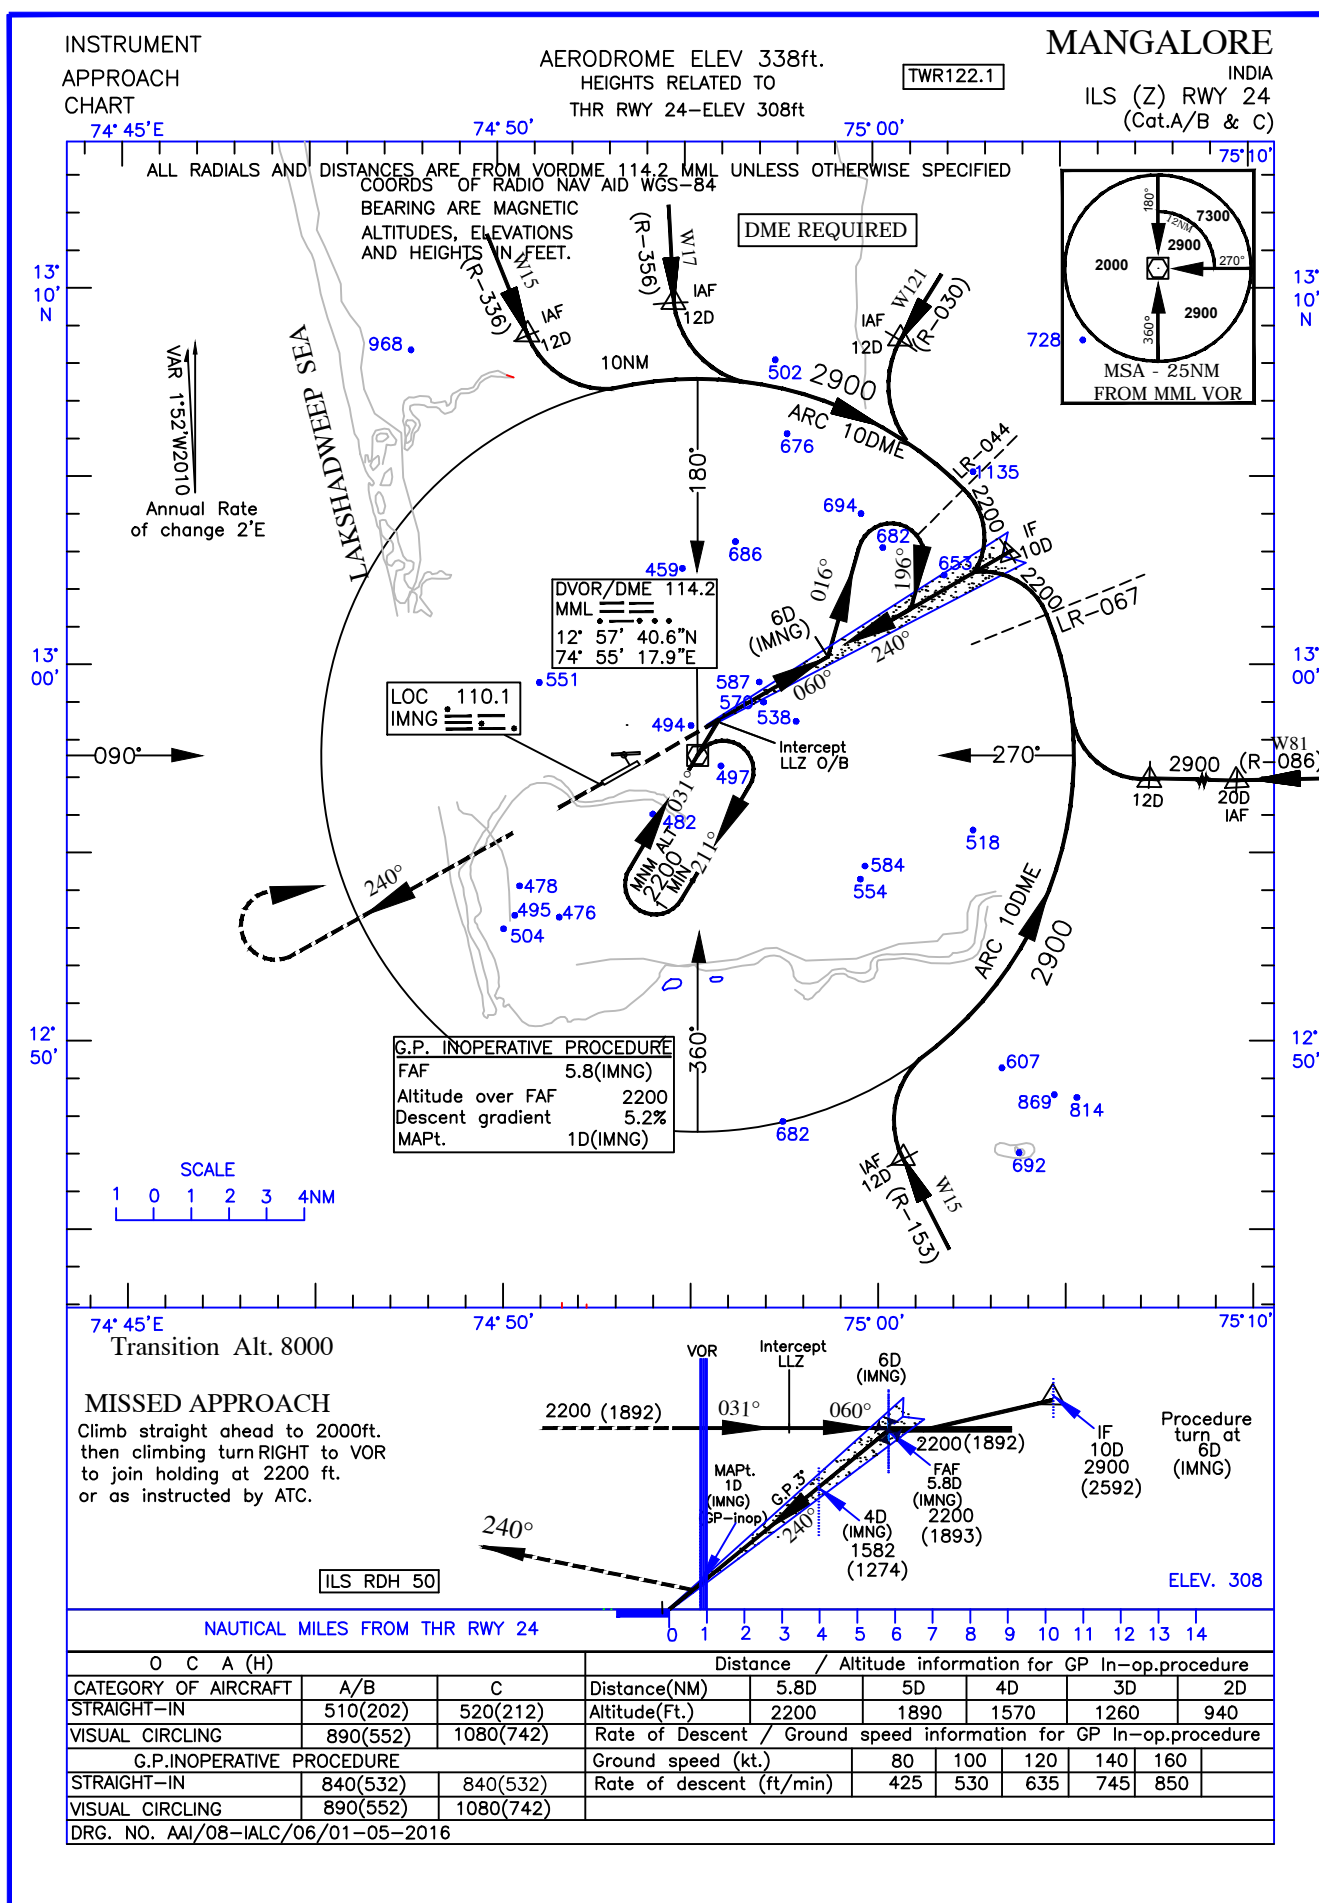 INSTRUMENT
APPROACH
CHART
AERODROME ELEV 338ft.
HEIGHTS RELATED TO
THR RWY 24-ELEV 308ft
TWR122.1
MANGALORE
INDIA
ILS (Z) RWY 24
(Cat.A/B & C)
74° 45'E
74° 50'
75° 00'
75° 10'
ALL RADIALS AND DISTANCES ARE FROM VORDME 114.2 MML UNLESS OTHERWISE SPECIFIED
COORDS OF RADIO NAV AID WGS-84
BEARING ARE MAGNETIC
ALTITUDES, ELEVATIONS
AND HEIGHTS IN FEET.
DME REQUIRED
180°
7300
12NM
2900
2000
270°
2900
360°
MSA - 25NM
FROM MML VOR
13°
10'
N
13°
10'
N
W15
(R-336)
IAF
12D
W17
(R-356)
IAF
12D
W121
(R-030)
IAF
12D
968
728
502
10NM
2900
ARC 10DME
676
VAR 1°52'W2010
Annual Rate
of change 2'E
LAKSHADWEEP SEA
180°
LR-044
1135
2200
694
682
686
459
653
IF
10D
2200
LR-067
016°
196°
DVOR/DME 114.2
MML
12° 57' 40.6"N
74° 55' 17.9"E
6D
(IMNG)
240°
060°
13°
00'
13°
00'
551
587
579
538
494
LOC 110.1
IMNG
Intercept
LLZ O/B
090°
270°
W81
(R-086)
2900
12D
20D
IAF
497
031°
482
MNM ALT
2200
1 MIN
211°
518
584
554
240°
478
495
476
504
ARC 10DME
2900
12°
50'
12°
50'
360°
G.P. INOPERATIVE PROCEDURE
FAF 5.8(IMNG)
Altitude over FAF 2200
Descent gradient 5.2%
MAPt. 1D(IMNG)
607
869
814
682
692
IAF
12D
(R-153)
W15
SCALE
1 0 1 2 3 4NM
74° 45'E
74° 50'
75° 00'
75° 10'
Transition Alt. 8000
MISSED APPROACH
Climb straight ahead to 2000ft.
then climbing turn RIGHT to VOR
to join holding at 2200 ft.
or as instructed by ATC.
VOR
Intercept
LLZ
6D
(IMNG)
2200 (1892)
031°
060°
2200(1892)
IF
10D
2900
(2592)
Procedure
turn at
6D
(IMNG)
MAPt.
1D
(IMNG)
(GP-inop)
G.P.3°
240°
FAF
5.8D
(IMNG)
2200
(1893)
4D
(IMNG)
1582
(1274)
240°
ILS RDH 50
ELEV. 308
NAUTICAL MILES FROM THR RWY 24
0 1 2 3 4 5 6 7 8 9 10 11 12 13 14
O C A (H)
CATEGORY OF AIRCRAFT A/B C
STRAIGHT-IN 510(202) 520(212)
VISUAL CIRCLING 890(552) 1080(742)
G.P.INOPERATIVE PROCEDURE
STRAIGHT-IN 840(532) 840(532)
VISUAL CIRCLING 890(552) 1080(742)
Distance / Altitude information for GP In-op.procedure
Distance(NM) 5.8D 5D 4D 3D 2D
Altitude(Ft.) 2200 1890 1570 1260 940
Rate of Descent / Ground speed information for GP In-op.procedure
Ground speed (kt.) 80 100 120 140 160
Rate of descent (ft/min) 425 530 635 745 850
DRG. NO. AAI/08-IALC/06/01-05-2016